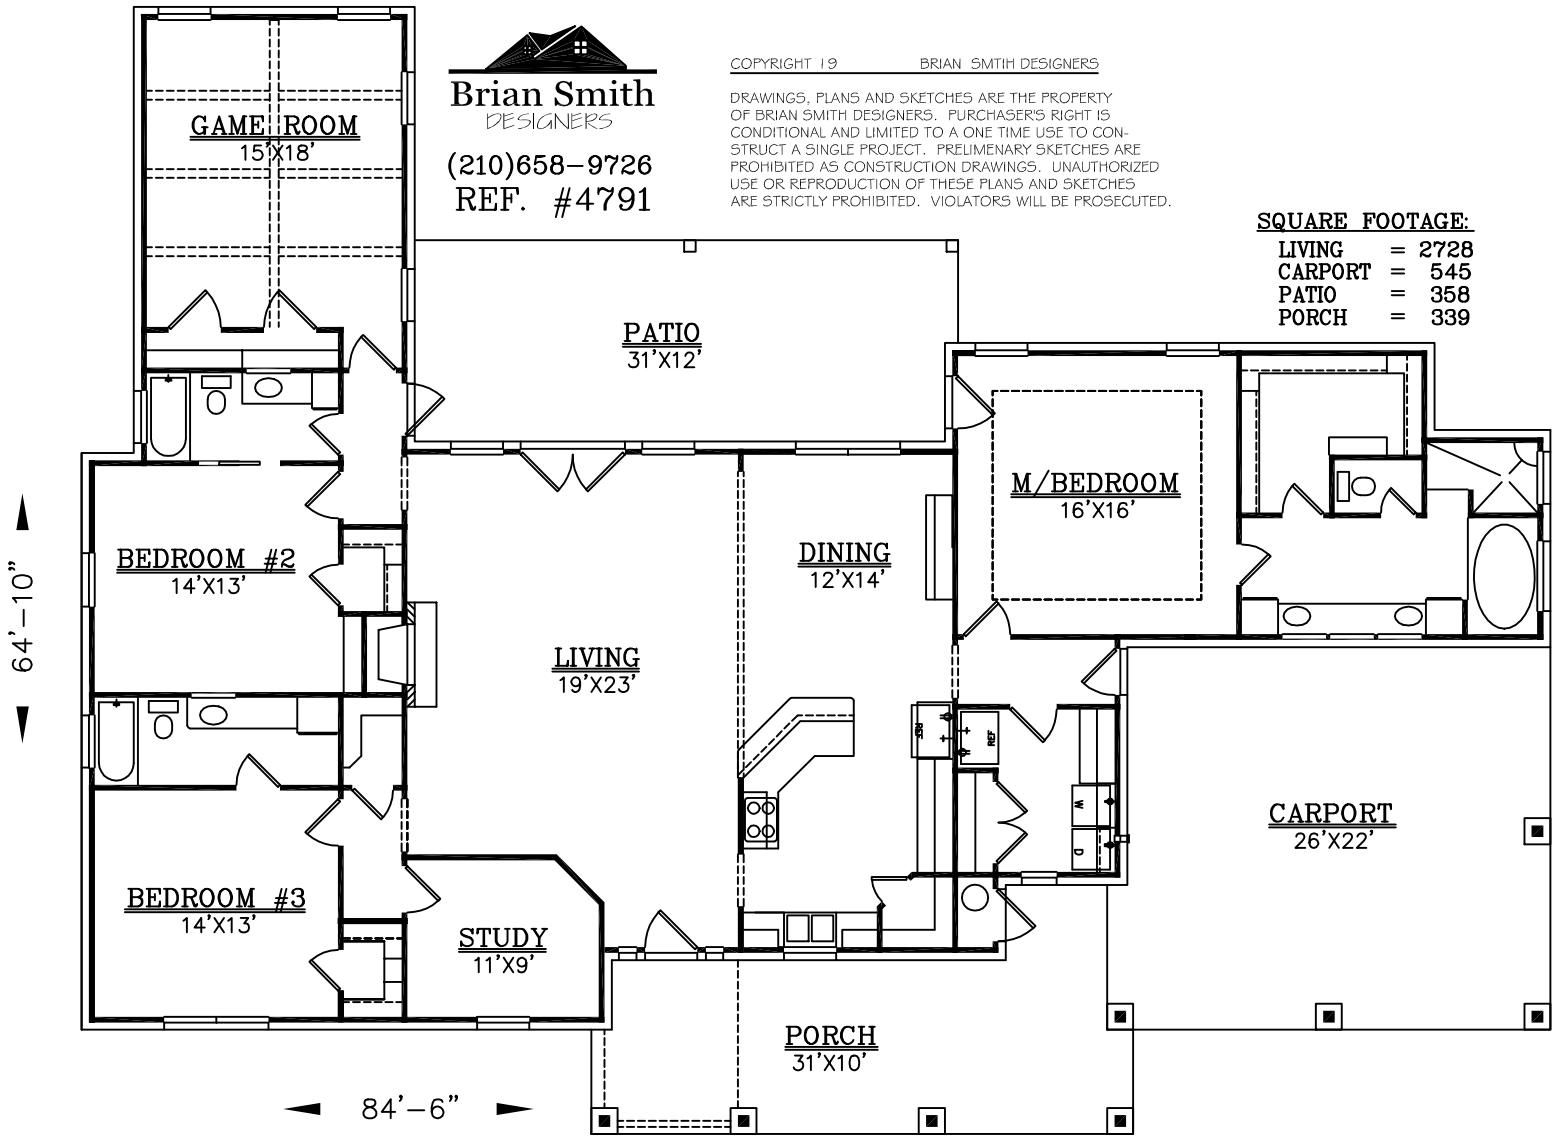 Brian Smith
DESIGNERS
(210)658-9726
REF. #4791
COPYRIGHT 19 BRIAN SMTIH DESIGNERS
DRAWINGS, PLANS AND SKETCHES ARE THE PROPERTY
OF BRIAN SMITH DESIGNERS. PURCHASER'S RIGHT IS
CONDITIONAL AND LIMITED TO A ONE TIME USE TO CON-
STRUCT A SINGLE PROJECT. PRELIMENARY SKETCHES ARE
PROHIBITED AS CONSTRUCTION DRAWINGS. UNAUTHORIZED
USE OR REPRODUCTION OF THESE PLANS AND SKETCHES
ARE STRICTLY PROHIBITED. VIOLATORS WILL BE PROSECUTED.
SQUARE FOOTAGE:
LIVING = 2728
CARPORT = 545
PATIO = 358
PORCH = 339
GAME ROOM
15'X18'
PATIO
31'X12'
M/BEDROOM
16'X16'
BEDROOM #2
14'X13'
DINING
12'X14'
LIVING
19'X23'
REF
REF
W
D
CARPORT
26'X22'
BEDROOM #3
14'X13'
STUDY
11'X9'
PORCH
31'X10'
64'-10"
84'-6"